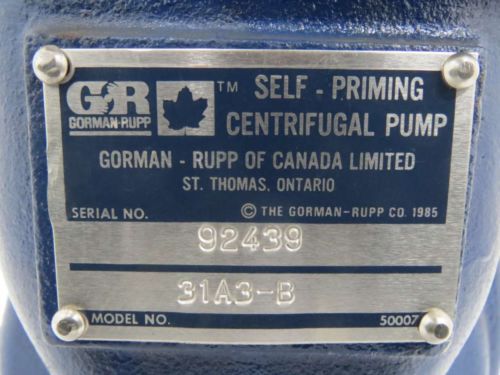 GR
GORMAN-RUPP
™ SELF - PRIMING
CENTRIFUGAL PUMP
GORMAN - RUPP OF CANADA LIMITED
ST. THOMAS, ONTARIO
SERIAL NO. © THE GORMAN-RUPP CO. 1985
92439
31A3-B
MODEL NO. 50007